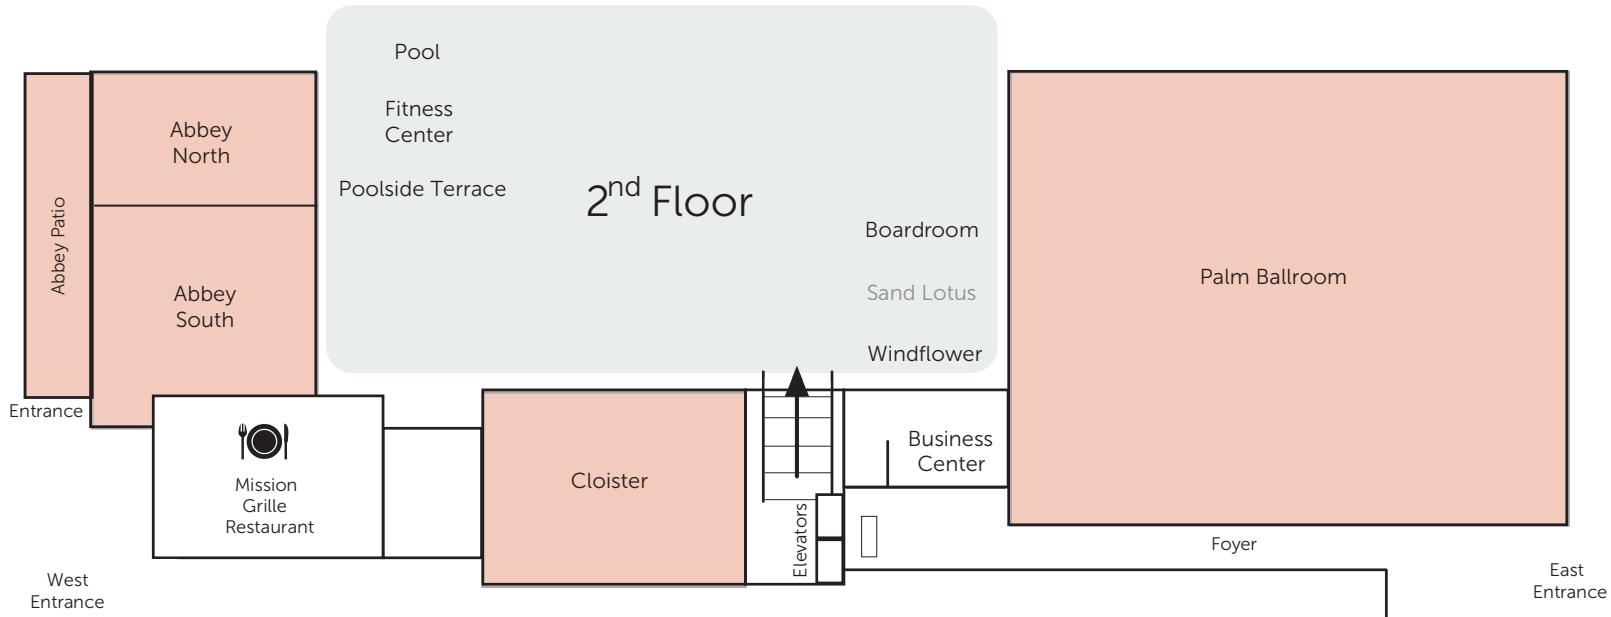 Pool
Fitness
Center
Poolside Terrace
2nd Floor
Boardroom
Sand Lotus
Windflower
Abbey
North
Abbey Patio
Abbey
South
Entrance
Palm Ballroom
Mission
Grille
Restaurant
Cloister
Elevators
Business
Center
Foyer
West
Entrance
East
Entrance